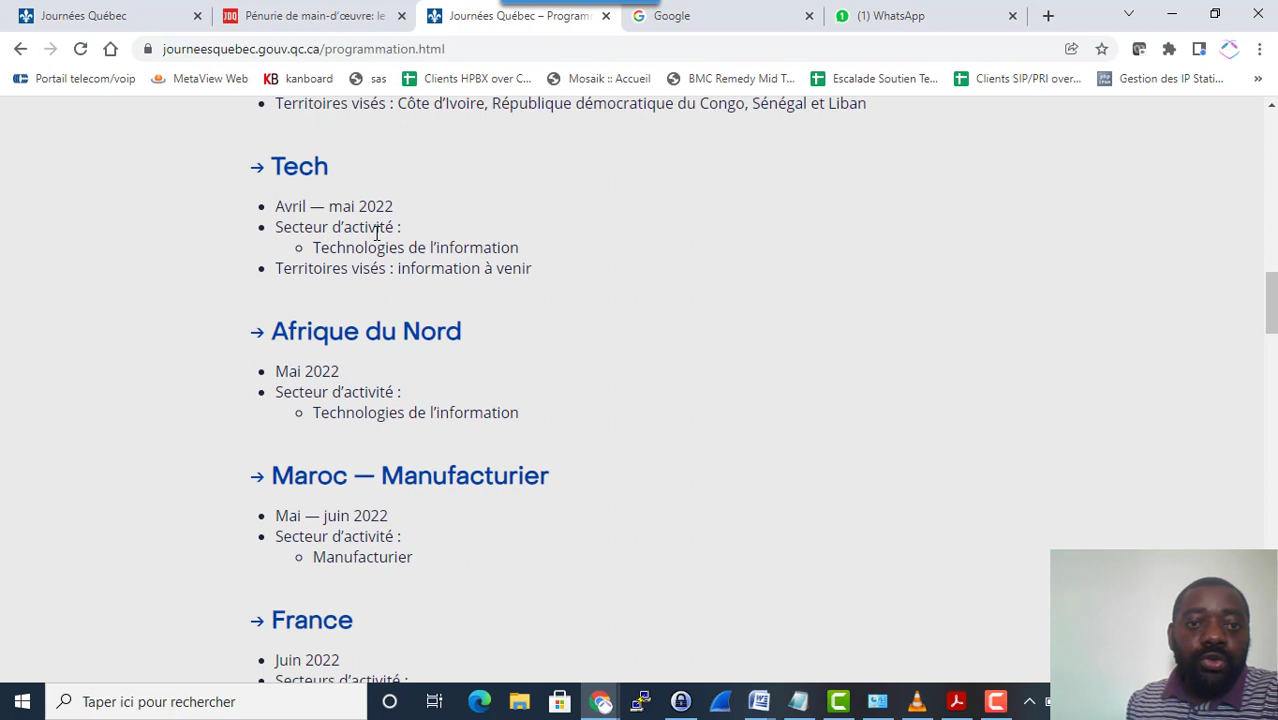 Journées Québec
JDQ Pénurie de main-d'œuvre: le
Journées Québec – Programm
Google
(1) WhatsApp
journeesquebec.gouv.qc.ca/programmation.html
Portail telecom/voip
MetaView Web
KB kanboard
sas
Clients HPBX over C...
Mosaik :: Accueil
BMC Remedy Mid T...
Escalade Soutien Te...
Clients SIP/PRI over...
Gestion des IP Stati...
»
• Territoires visés : Côte d'Ivoire, République démocratique du Congo, Sénégal et Liban
→ Tech
• Avril — mai 2022
• Secteur d'activité :
○ Technologies de l'information
• Territoires visés : information à venir
→ Afrique du Nord
• Mai 2022
• Secteur d'activité :
○ Technologies de l'information
→ Maroc — Manufacturier
• Mai — juin 2022
• Secteur d'activité :
○ Manufacturier
→ France
• Juin 2022
• Secteurs d'activité :
Taper ici pour rechercher